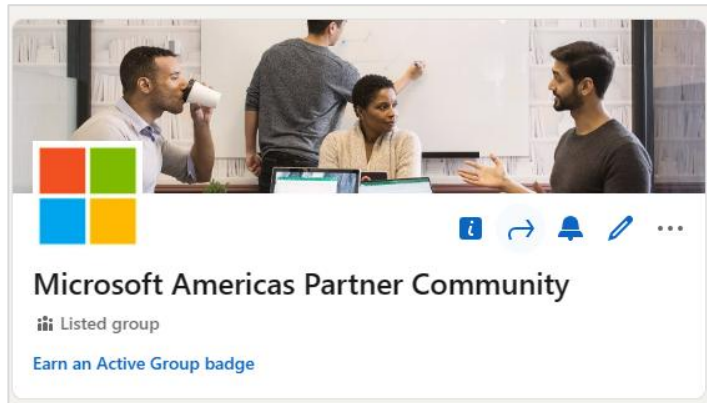 Microsoft Americas Partner Community
Listed group
Earn an Active Group badge